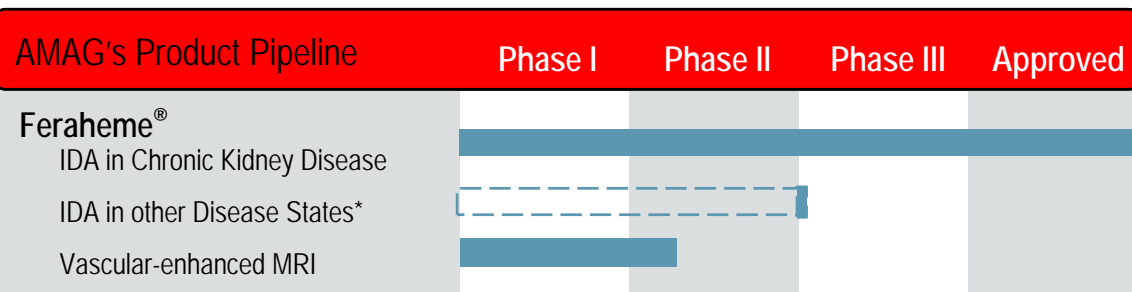 AMAG's Product Pipeline Phase I Phase II Phase III Approved
Feraheme®
IDA in Chronic Kidney Disease
IDA in other Disease States*
Vascular-enhanced MRI